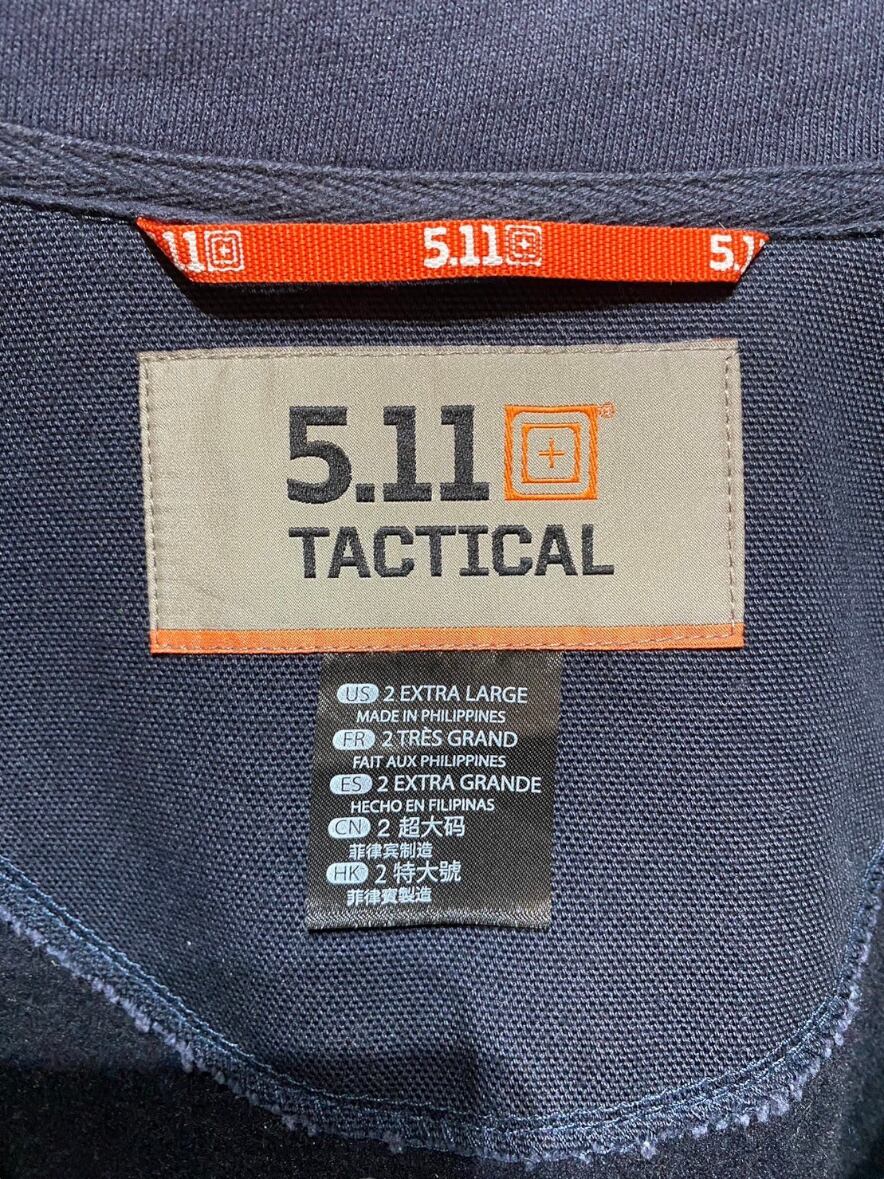 11 5.11 5.1
5.11®
TACTICAL
US 2 EXTRA LARGE
MADE IN PHILIPPINES
FR 2 TRÈS GRAND
FAIT AUX PHILIPPINES
ES 2 EXTRA GRANDE
HECHO EN FILIPINAS
CN 2 超大码
菲律宾制造
HK 2 特大號
菲律賓製造